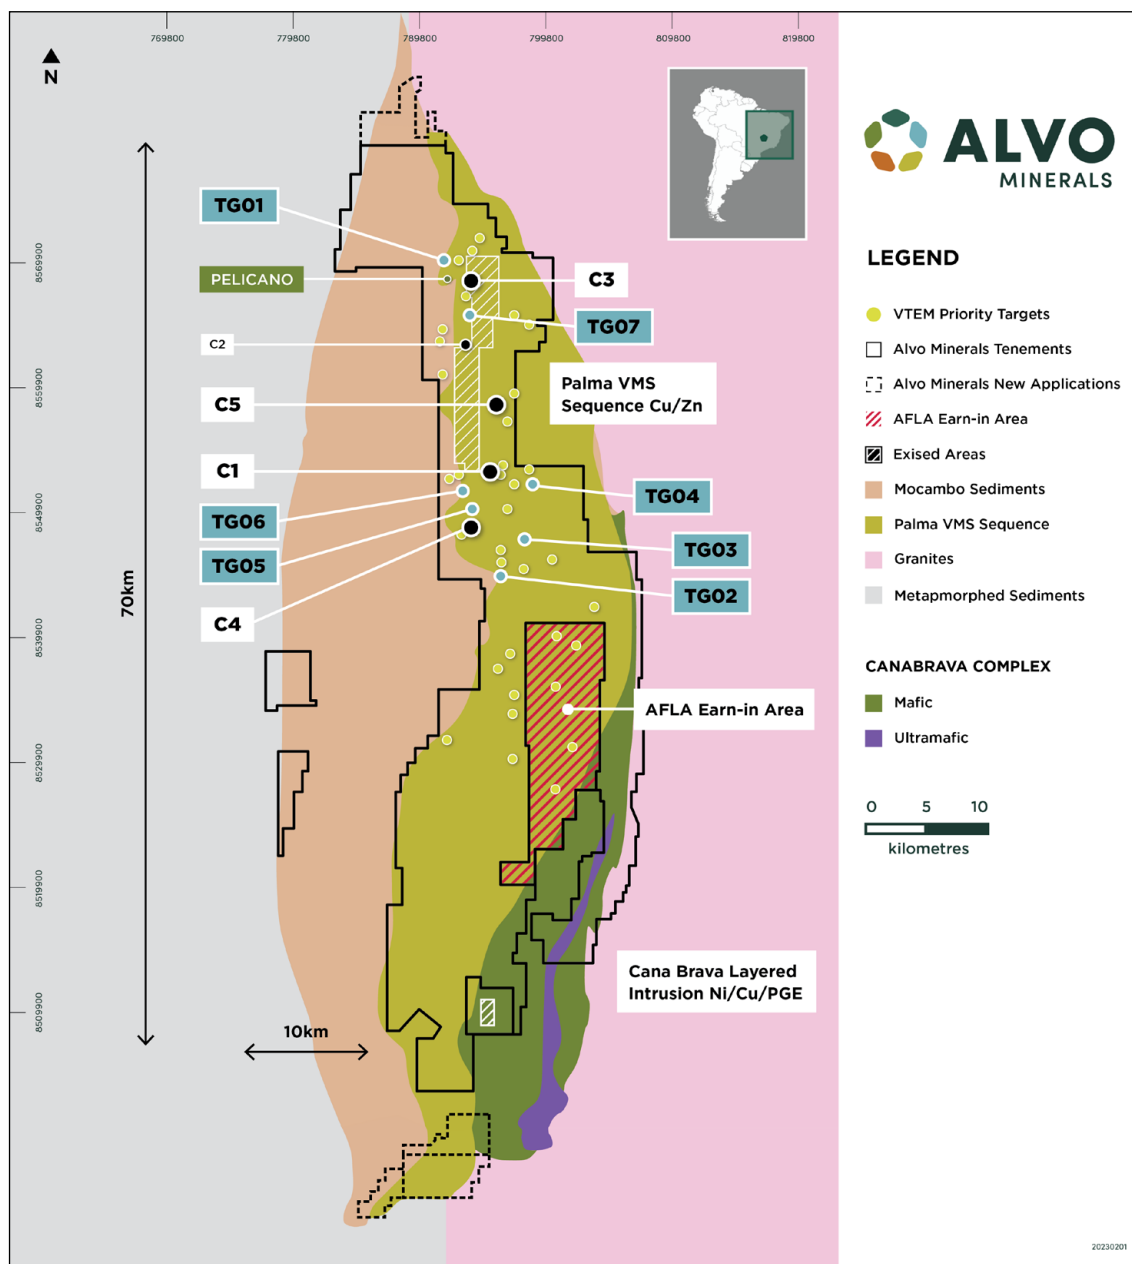 769800
779800
789800
799800
809800
819800
N
ALVO
MINERALS
TG01
8569900
PELICANO
C3
TG07
C2
8559900
Palma VMS
Sequence Cu/Zn
C5
C1
TG04
8549900
TG06
TG03
TG05
TG02
70km
C4
8539900
AFLA Earn-in Area
8529900
8519900
Cana Brava Layered
Intrusion Ni/Cu/PGE
8509900
10km
LEGEND
VTEM Priority Targets
Alvo Minerals Tenements
Alvo Minerals New Applications
AFLA Earn-in Area
Exised Areas
Mocambo Sediments
Palma VMS Sequence
Granites
Metapmorphed Sediments
CANABRAVA COMPLEX
Mafic
Ultramafic
0 5 10
kilometres
20230201